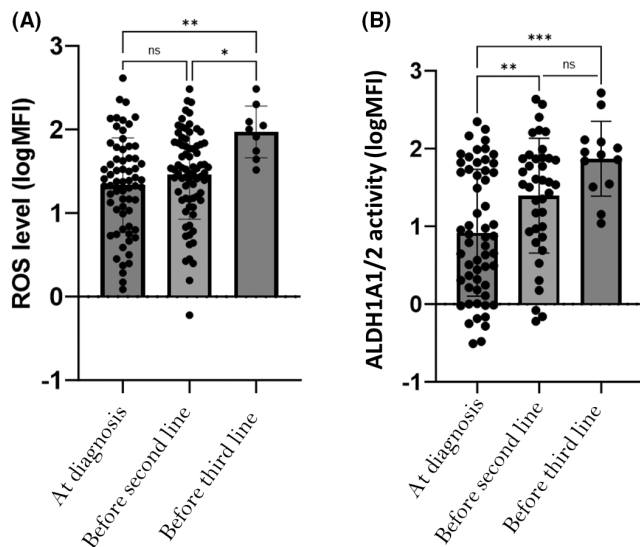 (A)
**
ns
*
3
2
1
0
-1
ROS level (logMFI)
At diagnosis
Before second line
Before third line
(B)
***
**
ns
3
2
1
0
-1
ALDH1A1/2 activity (logMFI)
At diagnosis
Before second line
Before third line